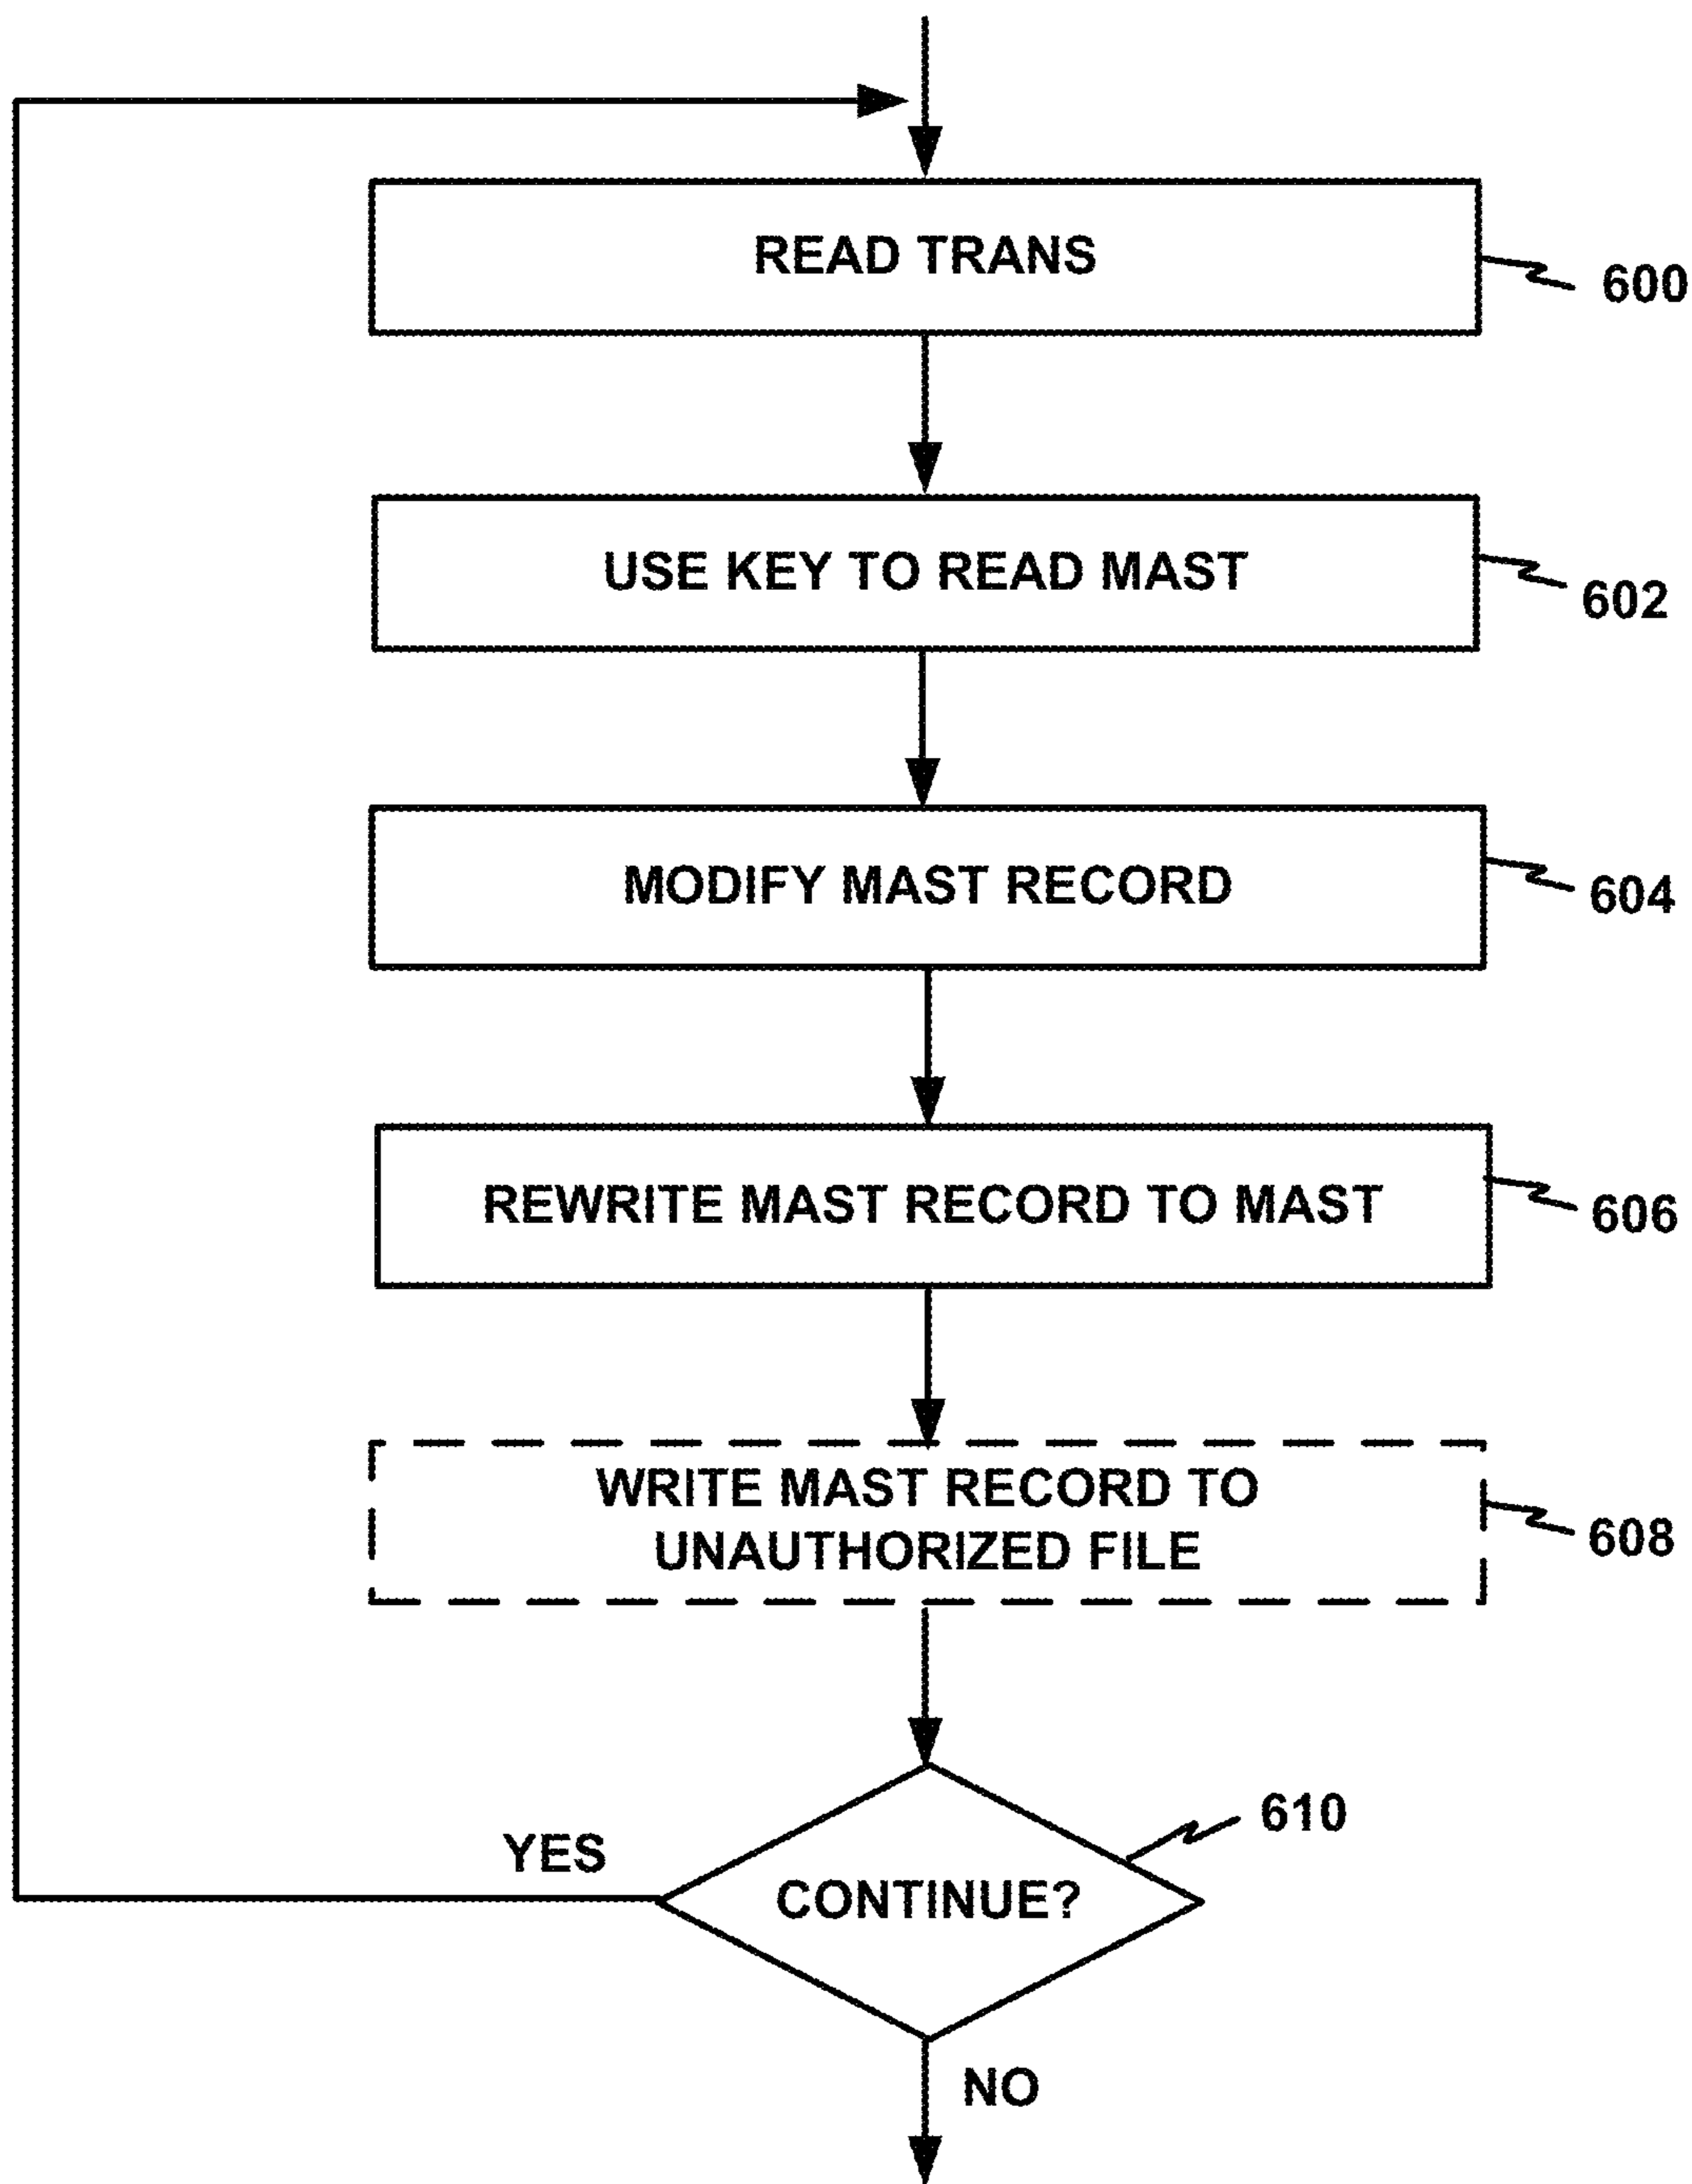 READ TRANS
600
USE KEY TO READ MAST
602
MODIFY MAST RECORD
604
REWRITE MAST RECORD TO MAST
606
WRITE MAST RECORD TO
UNAUTHORIZED FILE
608
610
YES
CONTINUE?
NO